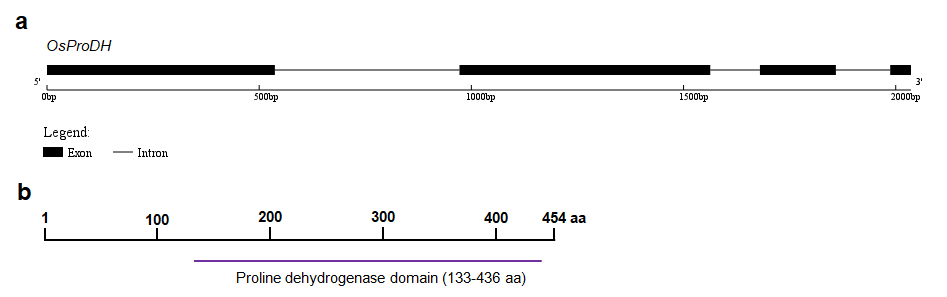 a
OsProDH
5' 3'
0bp 500bp 1000bp 1500bp 2000bp
Legend:
Exon Intron
b
1 100 200 300 400 454 aa
Proline dehydrogenase domain (133-436 aa)